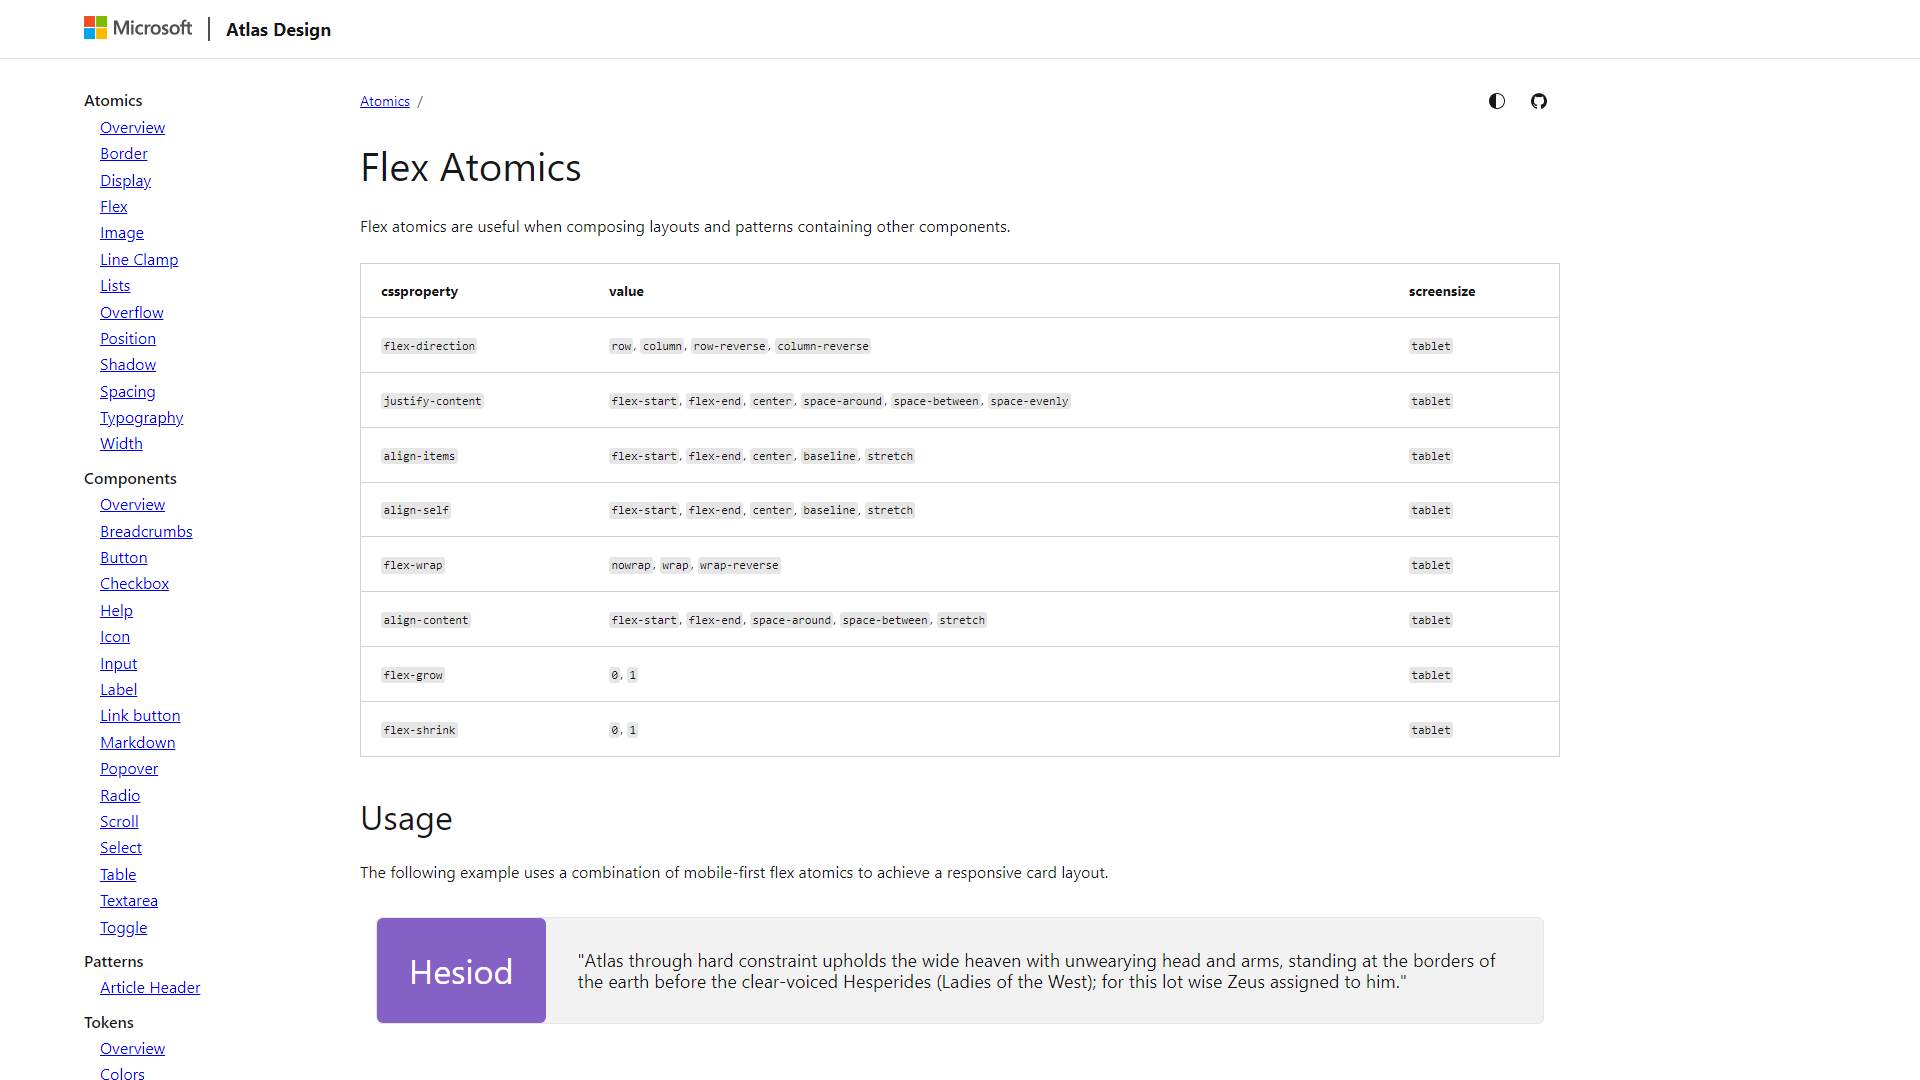 Microsoft | Atlas Design
Atomics
Overview
Border
Display
Flex
Image
Line Clamp
Lists
Overflow
Position
Shadow
Spacing
Typography
Width
Components
Overview
Breadcrumbs
Button
Checkbox
Help
Icon
Input
Label
Link button
Markdown
Popover
Radio
Scroll
Select
Table
Textarea
Toggle
Patterns
Article Header
Tokens
Overview
Colors
Atomics /
Flex Atomics
Flex atomics are useful when composing layouts and patterns containing other components.
cssproperty value screensize
flex-direction row, column, row-reverse, column-reverse tablet
justify-content flex-start, flex-end, center, space-around, space-between, space-evenly tablet
align-items flex-start, flex-end, center, baseline, stretch tablet
align-self flex-start, flex-end, center, baseline, stretch tablet
flex-wrap nowrap, wrap, wrap-reverse tablet
align-content flex-start, flex-end, space-around, space-between, stretch tablet
flex-grow 0, 1 tablet
flex-shrink 0, 1 tablet
Usage
The following example uses a combination of mobile-first flex atomics to achieve a responsive card layout.
Hesiod
"Atlas through hard constraint upholds the wide heaven with unwearying head and arms, standing at the borders of
the earth before the clear-voiced Hesperides (Ladies of the West); for this lot wise Zeus assigned to him."